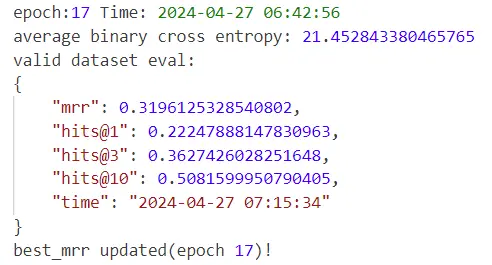 epoch:17 Time: 2024-04-27 06:42:56
average binary cross entropy: 21.452843380465765
valid dataset eval:
{
    "mrr": 0.3196125328540802,
    "hits@1": 0.22247888147830963,
    "hits@3": 0.3627426028251648,
    "hits@10": 0.5081599950790405,
    "time": "2024-04-27 07:15:34"
}
best_mrr updated(epoch 17)!